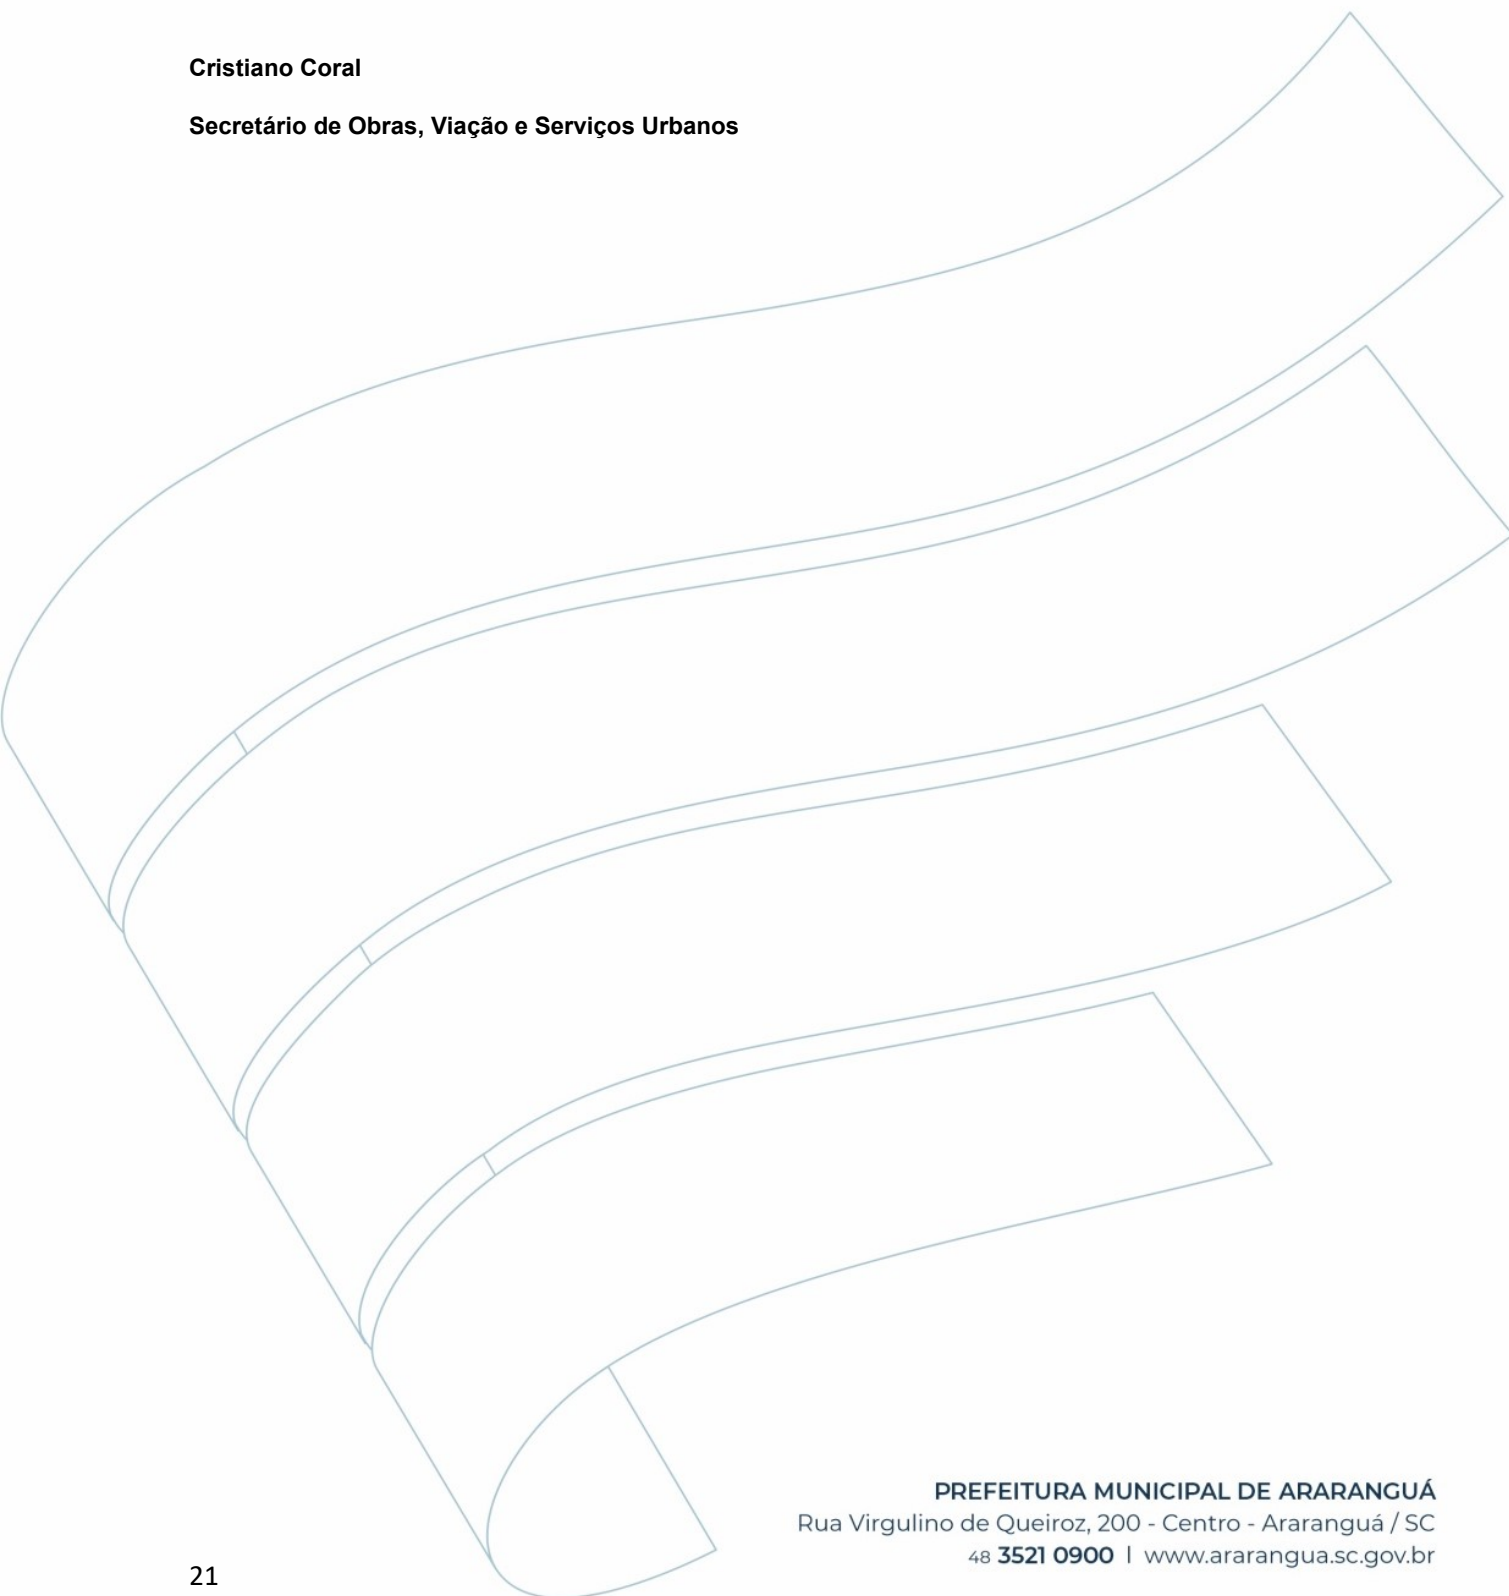 Cristiano Coral
Secretário de Obras, Viação e Serviços Urbanos
PREFEITURA MUNICIPAL DE ARARANGUÁ
Rua Virgulino de Queiroz, 200 - Centro - Araranguá / SC
48 3521 0900 | www.ararangua.sc.gov.br
21